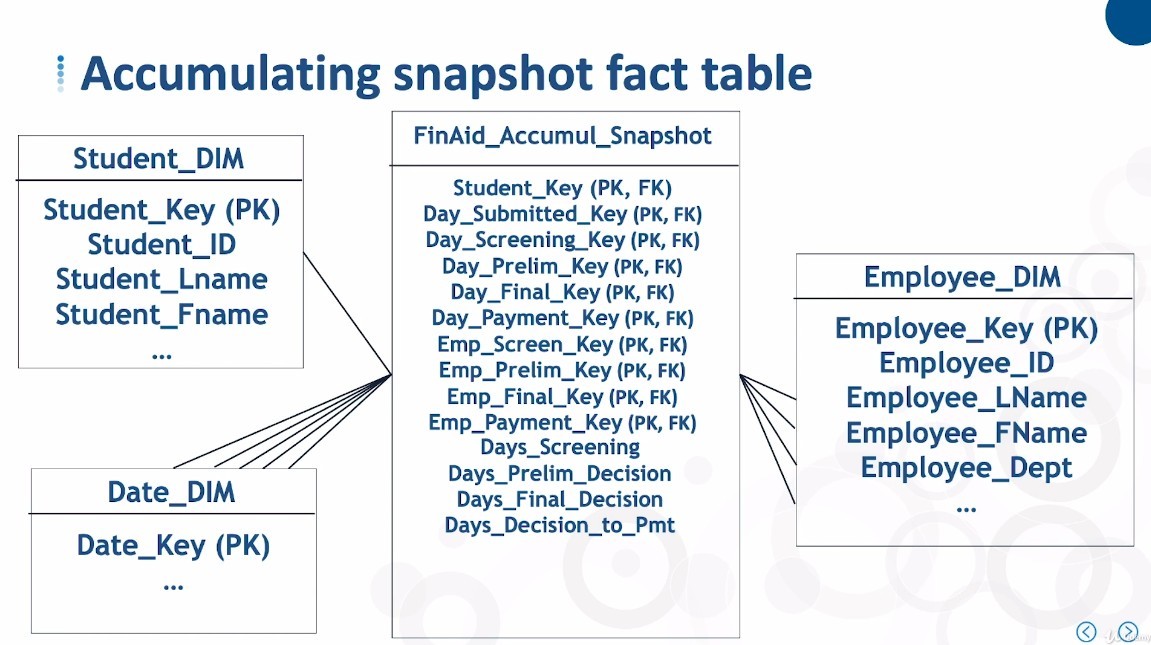 Accumulating snapshot fact table
Student_DIM
Student_Key (PK)
Student_ID
Student_Lname
Student_Fname
...
Date_DIM
Date_Key (PK)
...
FinAid_Accumul_Snapshot
Student_Key (PK, FK)
Day_Submitted_Key (PK, FK)
Day_Screening_Key (PK, FK)
Day_Prelim_Key (PK, FK)
Day_Final_Key (PK, FK)
Day_Payment_Key (PK, FK)
Emp_Screen_Key (PK, FK)
Emp_Prelim_Key (PK, FK)
Emp_Final_Key (PK, FK)
Emp_Payment_Key (PK, FK)
Days_Screening
Days_Prelim_Decision
Days_Final_Decision
Days_Decision_to_Pmt
Employee_DIM
Employee_Key (PK)
Employee_ID
Employee_LName
Employee_FName
Employee_Dept
...